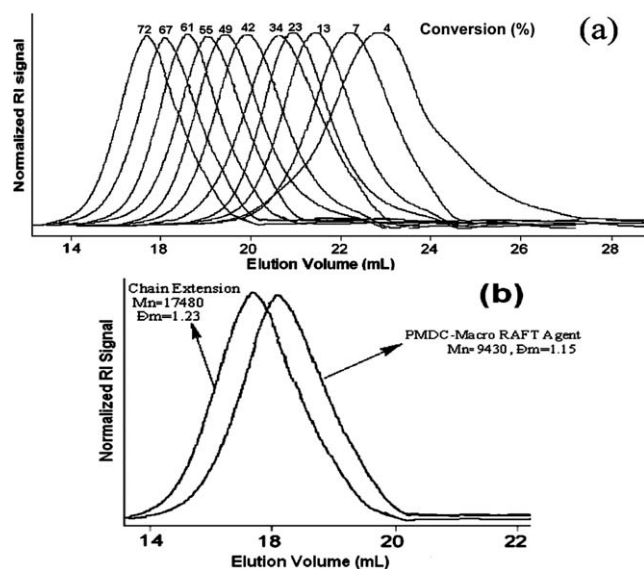 72 67 61 55 49 42 34 23 13 7 4 Conversion (%) (a)
Normalized RI signal
14 16 18 20 22 24 26 28
Elution Volume (mL)
(b)
Chain Extension
Mn=17480
Đm=1.23
PMDC-Macro RAFT Agent
Mn=9430, Đm=1.15
Normalized RI Signal
14 18 20 22
Elution Volume (mL)